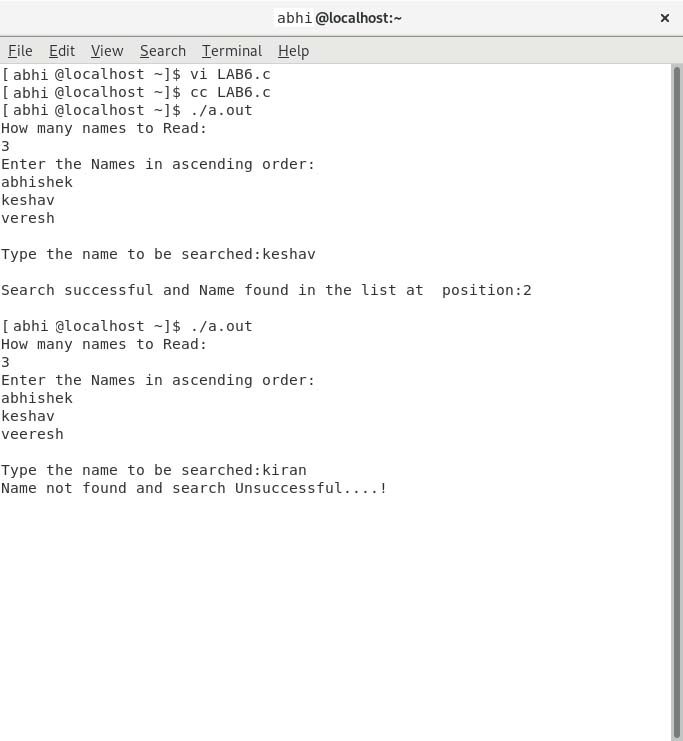 abhi@localhost:~ ×
File Edit View Search Terminal Help
[abhi@localhost ~]$ vi LAB6.c
[abhi@localhost ~]$ cc LAB6.c
[abhi@localhost ~]$ ./a.out
How many names to Read:
3
Enter the Names in ascending order:
abhishek
keshav
veresh
Type the name to be searched:keshav
Search successful and Name found in the list at  position:2
[abhi@localhost ~]$ ./a.out
How many names to Read:
3
Enter the Names in ascending order:
abhishek
keshav
veeresh
Type the name to be searched:kiran
Name not found and search Unsuccessful....!